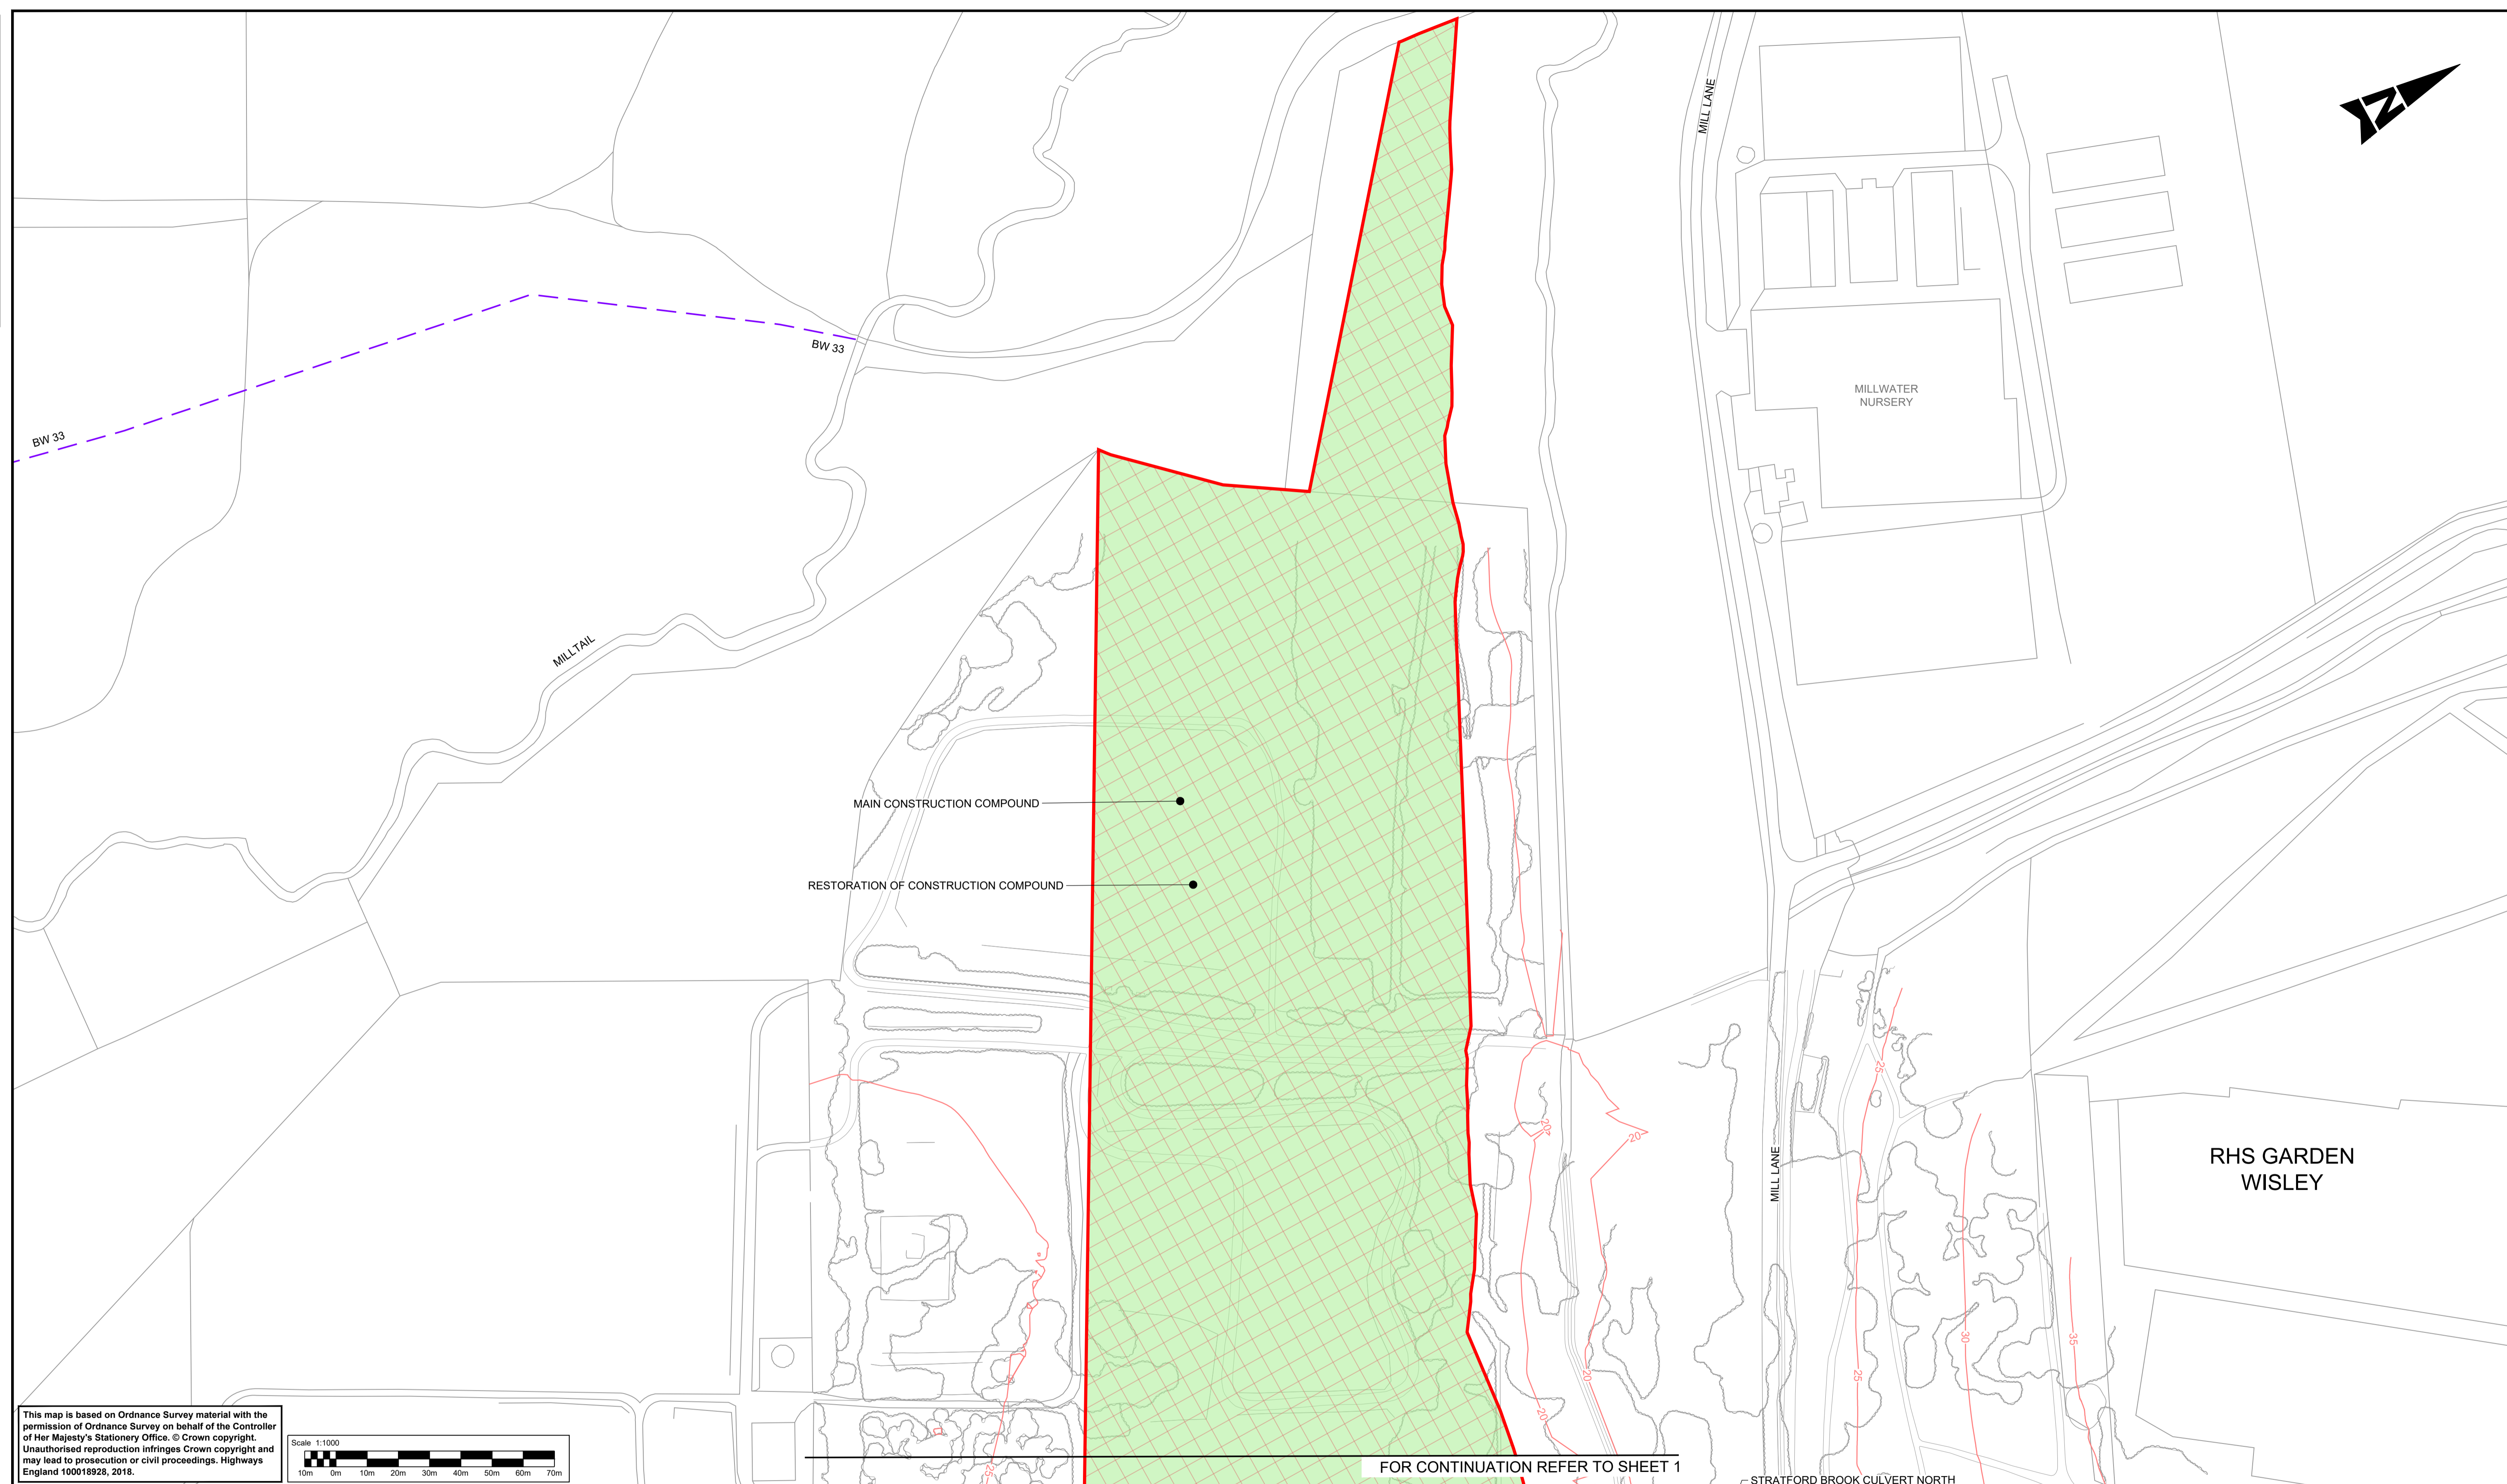 MILL LANE
N
MILLWATER
NURSERY
BW 33
BW 33
MILLTAIL
MAIN CONSTRUCTION COMPOUND
RESTORATION OF CONSTRUCTION COMPOUND
25
20
20
MILL LANE
RHS GARDEN
WISLEY
30
35
25
20
20
25
This map is based on Ordnance Survey material with the
permission of Ordnance Survey on behalf of the Controller
of Her Majesty's Stationery Office. © Crown copyright.
Unauthorised reproduction infringes Crown copyright and
may lead to prosecution or civil proceedings. Highways
England 100018928, 2018.
Scale 1:1000
10m 0m 10m 20m 30m 40m 50m 60m 70m
FOR CONTINUATION REFER TO SHEET 1
STRATFORD BROOK CULVERT NORTH